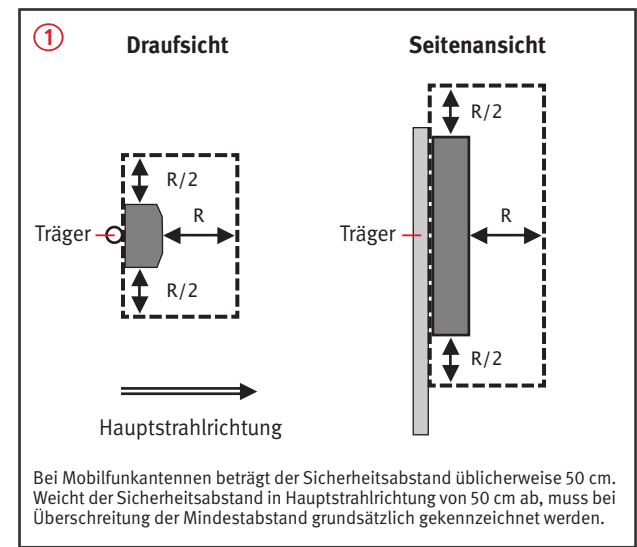 ①
Draufsicht
Seitenansicht
R/2
R
Träger
R/2
R/2
R
Träger
R/2
Hauptstrahlrichtung
Bei Mobilfunkantennen beträgt der Sicherheitsabstand üblicherweise 50 cm.
Weicht der Sicherheitsabstand in Hauptstrahlrichtung von 50 cm ab, muss bei
Überschreitung der Mindestabstand grundsätzlich gekennzeichnet werden.